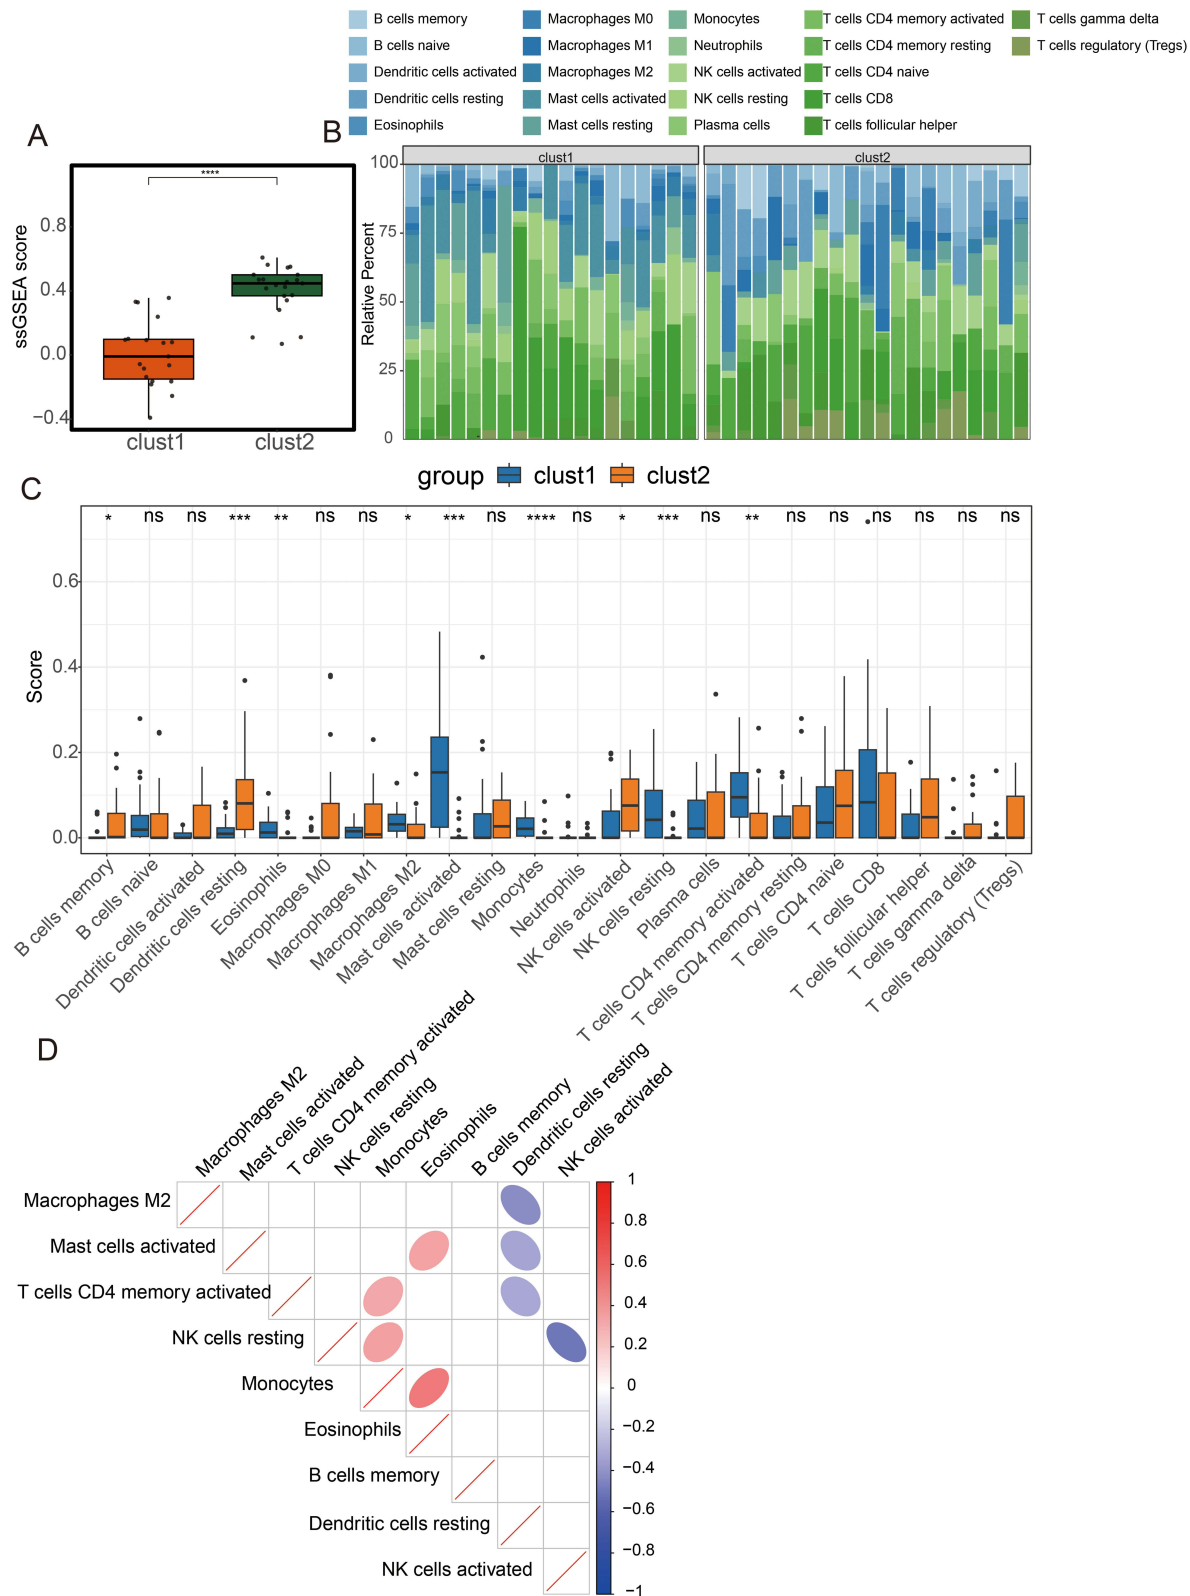 B cells memory
Macrophages M0
Monocytes
T cells CD4 memory activated
T cells gamma delta
B cells naive
Macrophages M1
Neutrophils
T cells CD4 memory resting
T cells regulatory (Tregs)
Dendritic cells activated
Macrophages M2
NK cells activated
T cells CD4 naive
Dendritic cells resting
Mast cells activated
NK cells resting
T cells CD8
Eosinophils
Mast cells resting
Plasma cells
T cells follicular helper
A
****
ssGSEA score
0.8
0.4
0.0
−0.4
clust1
clust2
B
clust1
clust2
Relative Percent
100
75
50
25
0
C
group
clust1
clust2
* ns ns *** ** ns ns * *** ns **** ns * *** ns ** ns ns ns ns ns ns
Score
0.6
0.4
0.2
0.0
B cells memory
B cells naive
Dendritic cells activated
Dendritic cells resting
Eosinophils
Macrophages M0
Macrophages M1
Macrophages M2
Mast cells activated
Mast cells resting
Monocytes
Neutrophils
NK cells activated
NK cells resting
Plasma cells
T cells CD4 memory activated
T cells CD4 memory resting
T cells CD4 naive
T cells CD8
T cells follicular helper
T cells gamma delta
T cells regulatory (Tregs)
D
Macrophages M2
Mast cells activated
T cells CD4 memory activated
NK cells resting
Monocytes
Eosinophils
B cells memory
Dendritic cells resting
NK cells activated
Macrophages M2
Mast cells activated
T cells CD4 memory activated
NK cells resting
Monocytes
Eosinophils
B cells memory
Dendritic cells resting
NK cells activated
1
0.8
0.6
0.4
0.2
0
−0.2
−0.4
−0.6
−0.8
−1